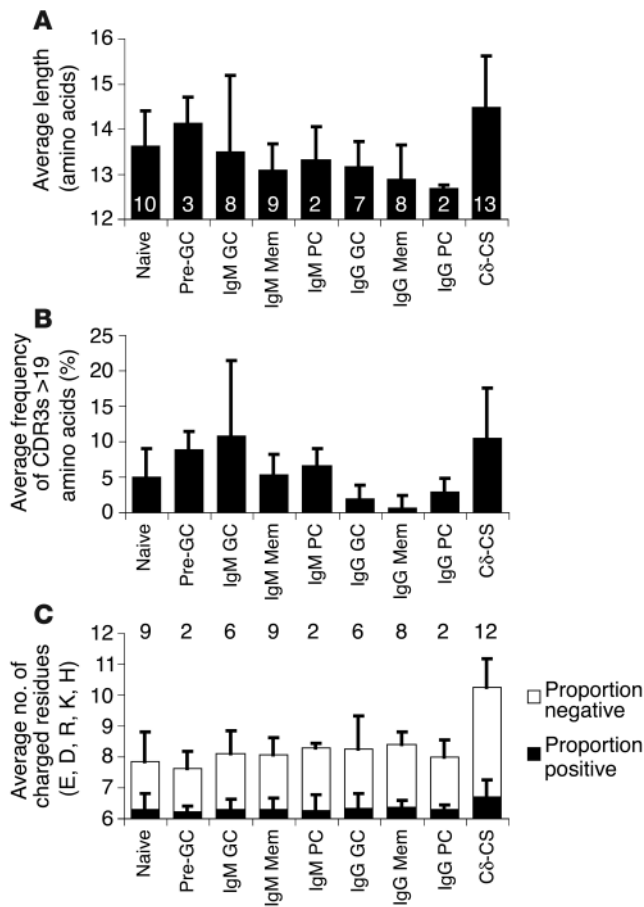 A
Average length
(amino acids)
16
15
14
13
12
10 3 8 9 2 7 8 2 13
Naive Pre-GC IgM GC IgM Mem IgM PC IgG GC IgG Mem IgG PC Cδ-CS
B
Average frequency
of CDR3s >19
amino acids (%)
25
20
15
10
5
0
Naive Pre-GC IgM GC IgM Mem IgM PC IgG GC IgG Mem IgG PC Cδ-CS
C
Average no. of
charged residues
(E, D, R, K, H)
12
11
10
9
8
7
6
9 2 6 9 2 6 8 2 12
Naive Pre-GC IgM GC IgM Mem IgM PC IgG GC IgG Mem IgG PC Cδ-CS
Proportion
negative
Proportion
positive